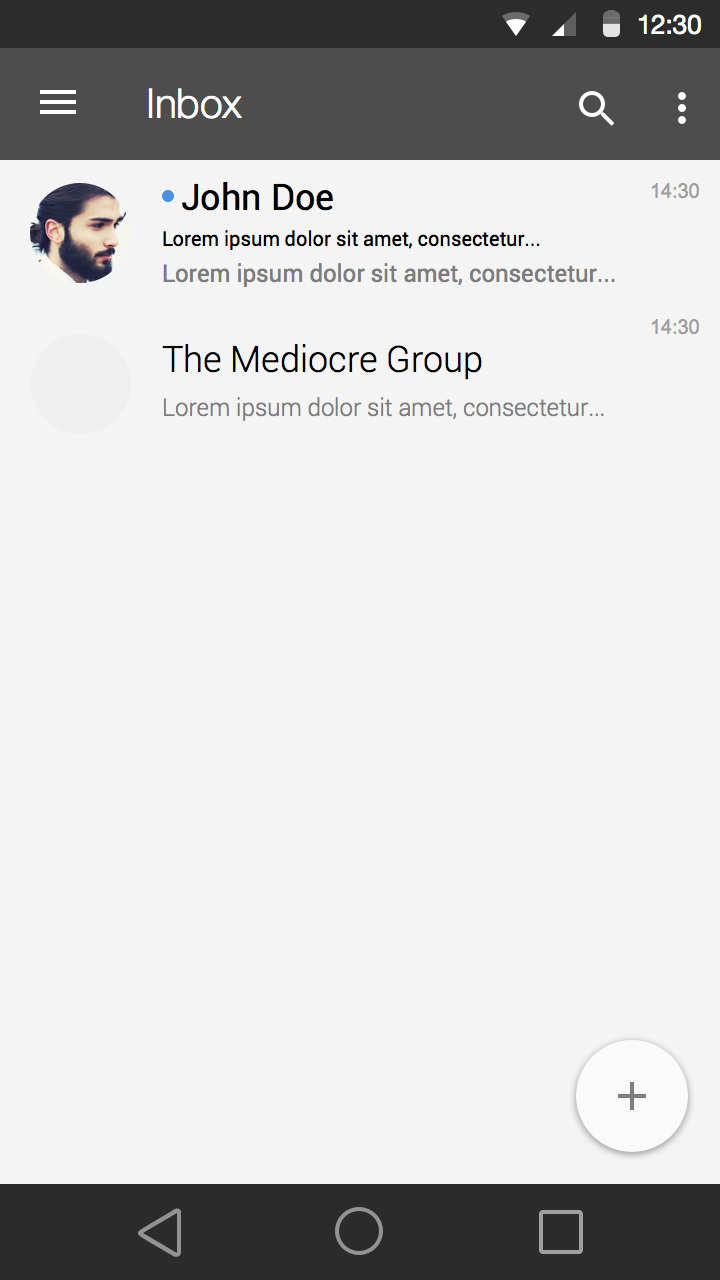 12:30
Inbox
John Doe
14:30
Lorem ipsum dolor sit amet, consectetur...
Lorem ipsum dolor sit amet, consectetur...
14:30
The Mediocre Group
Lorem ipsum dolor sit amet, consectetur...